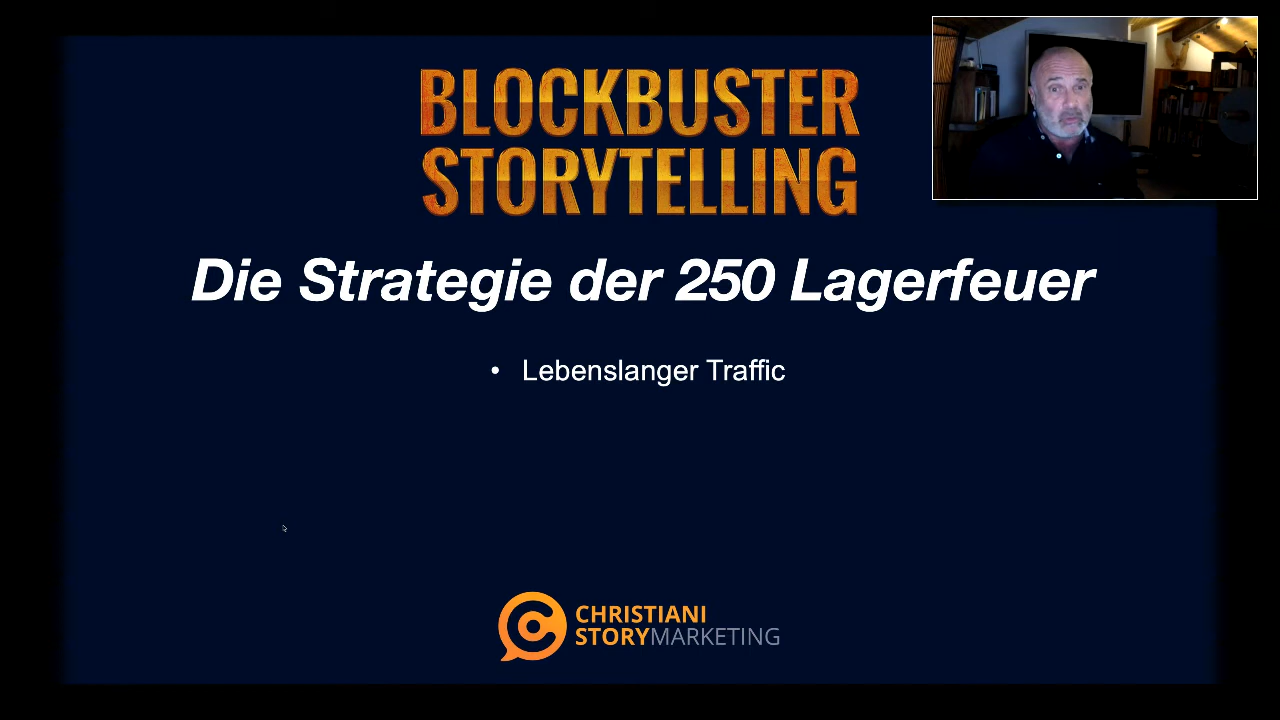 BLOCKBUSTER
STORYTELLING
Die Strategie der 250 Lagerfeuer
• Lebenslanger Traffic
CHRISTIANI
STORYMARKETING